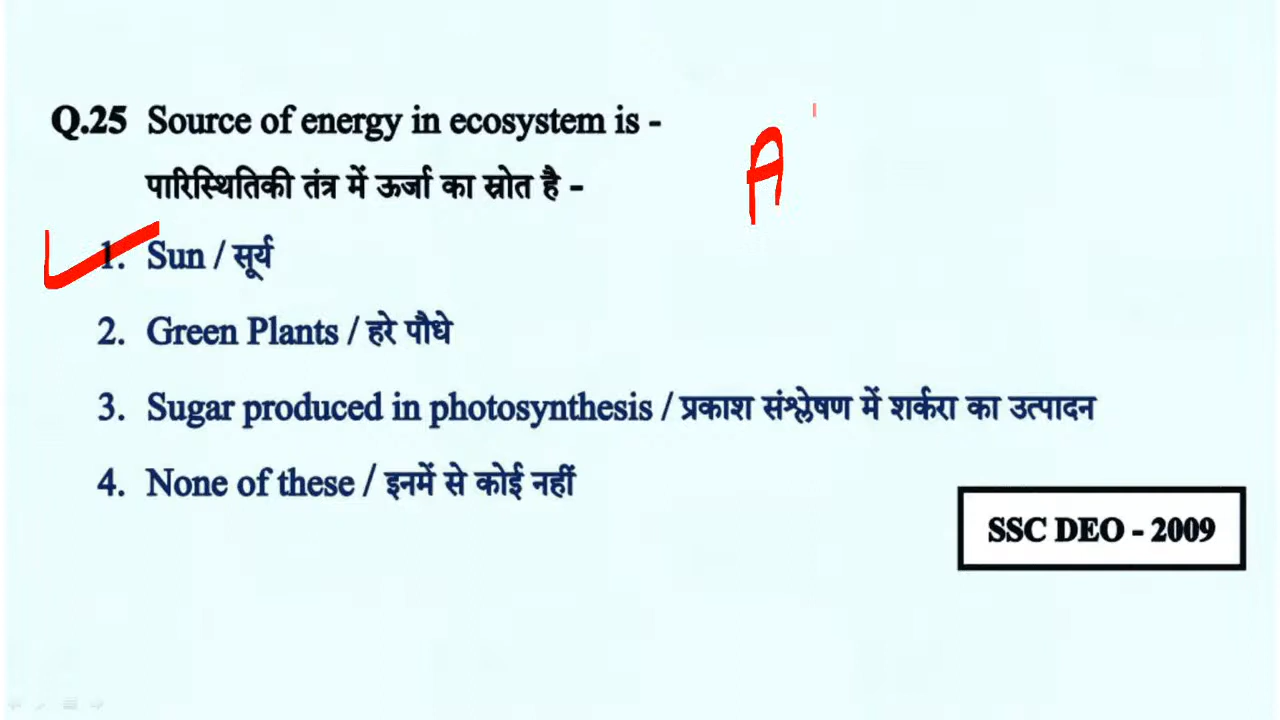 Q.25 Source of energy in ecosystem is -
पारिस्थितिकी तंत्र में ऊर्जा का स्रोत है -
A
1. Sun / सूर्य
2. Green Plants / हरे पौधे
3. Sugar produced in photosynthesis / प्रकाश संश्लेषण में शर्करा का उत्पादन
4. None of these / इनमें से कोई नहीं
SSC DEO - 2009